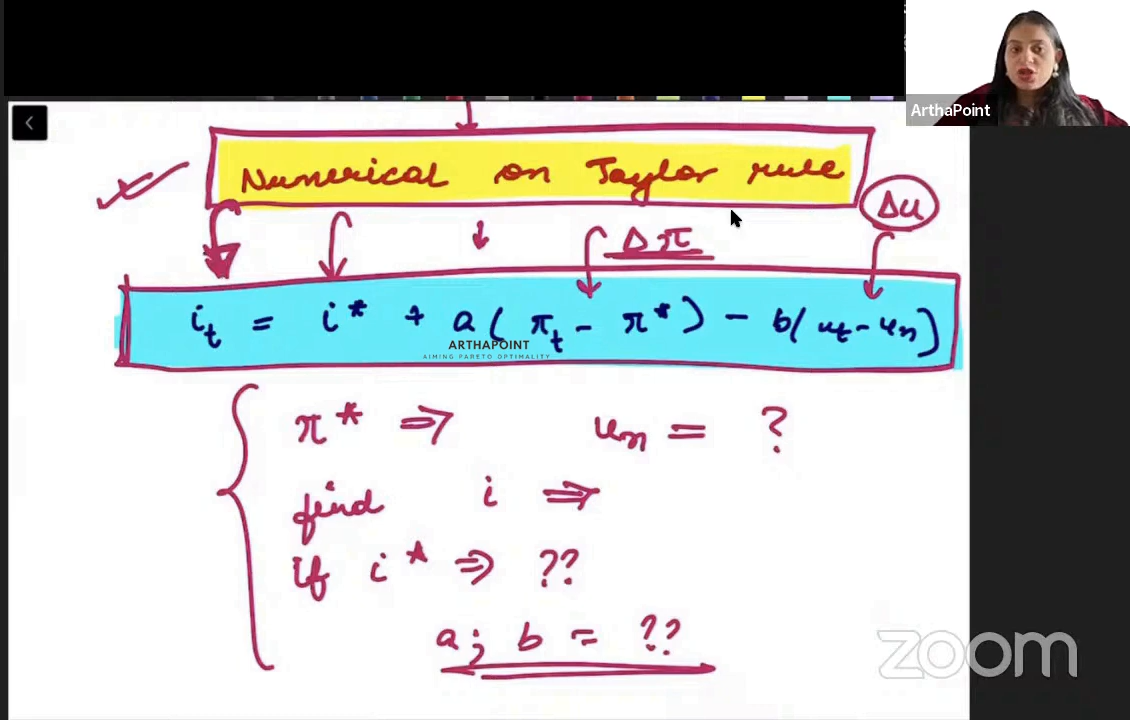 ArthaPoint
Numerical on Taylor rule
Δu
Δπ
i_t = i* + a(π_t - π*) - b(u_t - u_n)
ARTHAPOINT
AIMING PARETO OPTIMALITY
π* ⇒ u_n = ?
find i ⇒
if i* ⇒ ??
a; b = ??
zoom